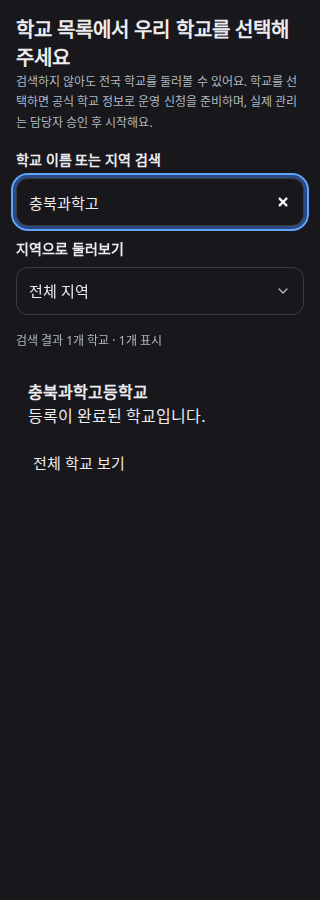 학교 목록에서 우리 학교를 선택해
주세요
검색하지 않아도 전국 학교를 둘러볼 수 있어요. 학교를 선
택하면 공식 학교 정보로 운영 신청을 준비하며, 실제 관리
는 담당자 승인 후 시작해요.
학교 이름 또는 지역 검색
충북과학고
지역으로 둘러보기
전체 지역
검색 결과 1개 학교 · 1개 표시
충북과학고등학교
등록이 완료된 학교입니다.
전체 학교 보기